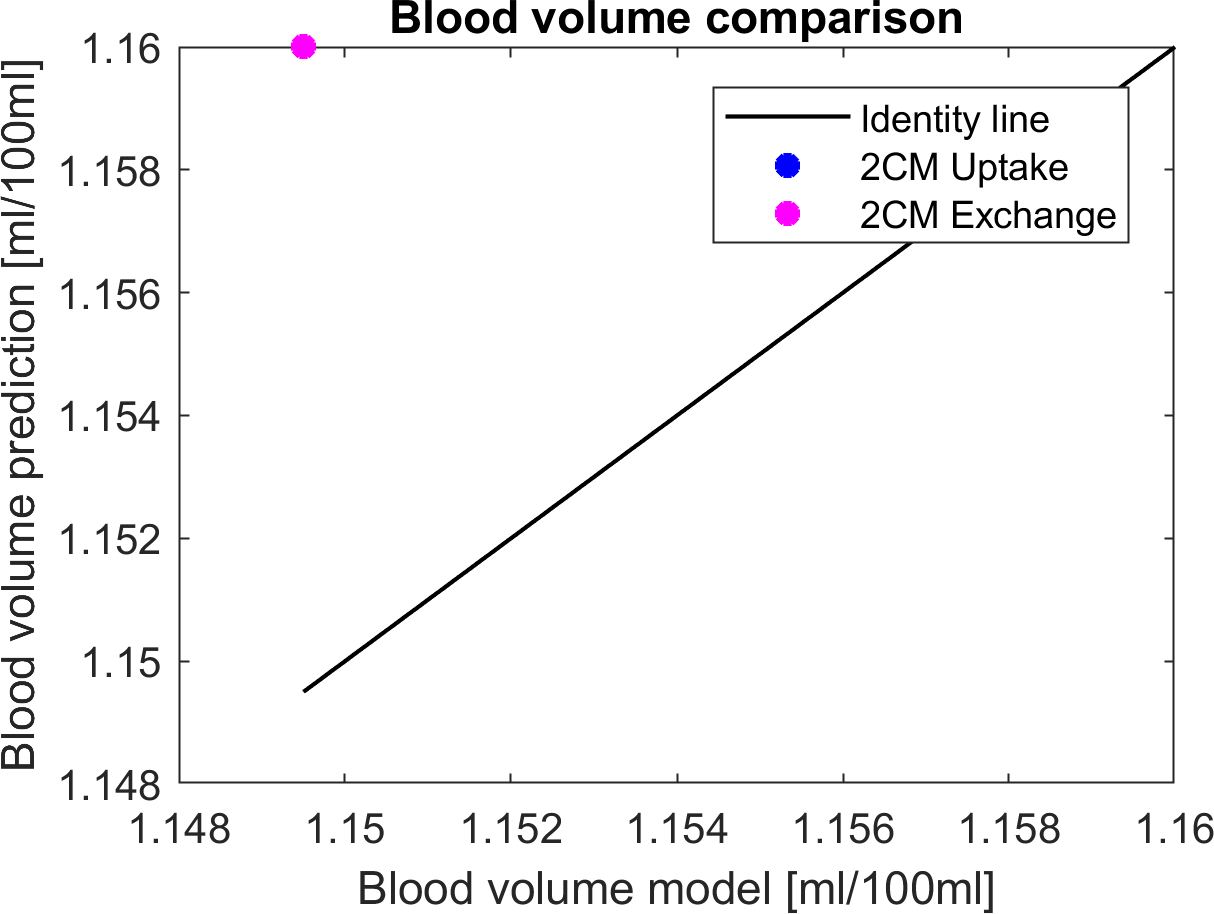 Blood volume comparison
Blood volume prediction [ml/100ml]
1.16
1.158
1.156
1.154
1.152
1.15
1.148
Identity line
2CM Uptake
2CM Exchange
1.148 1.15 1.152 1.154 1.156 1.158 1.16
Blood volume model [ml/100ml]